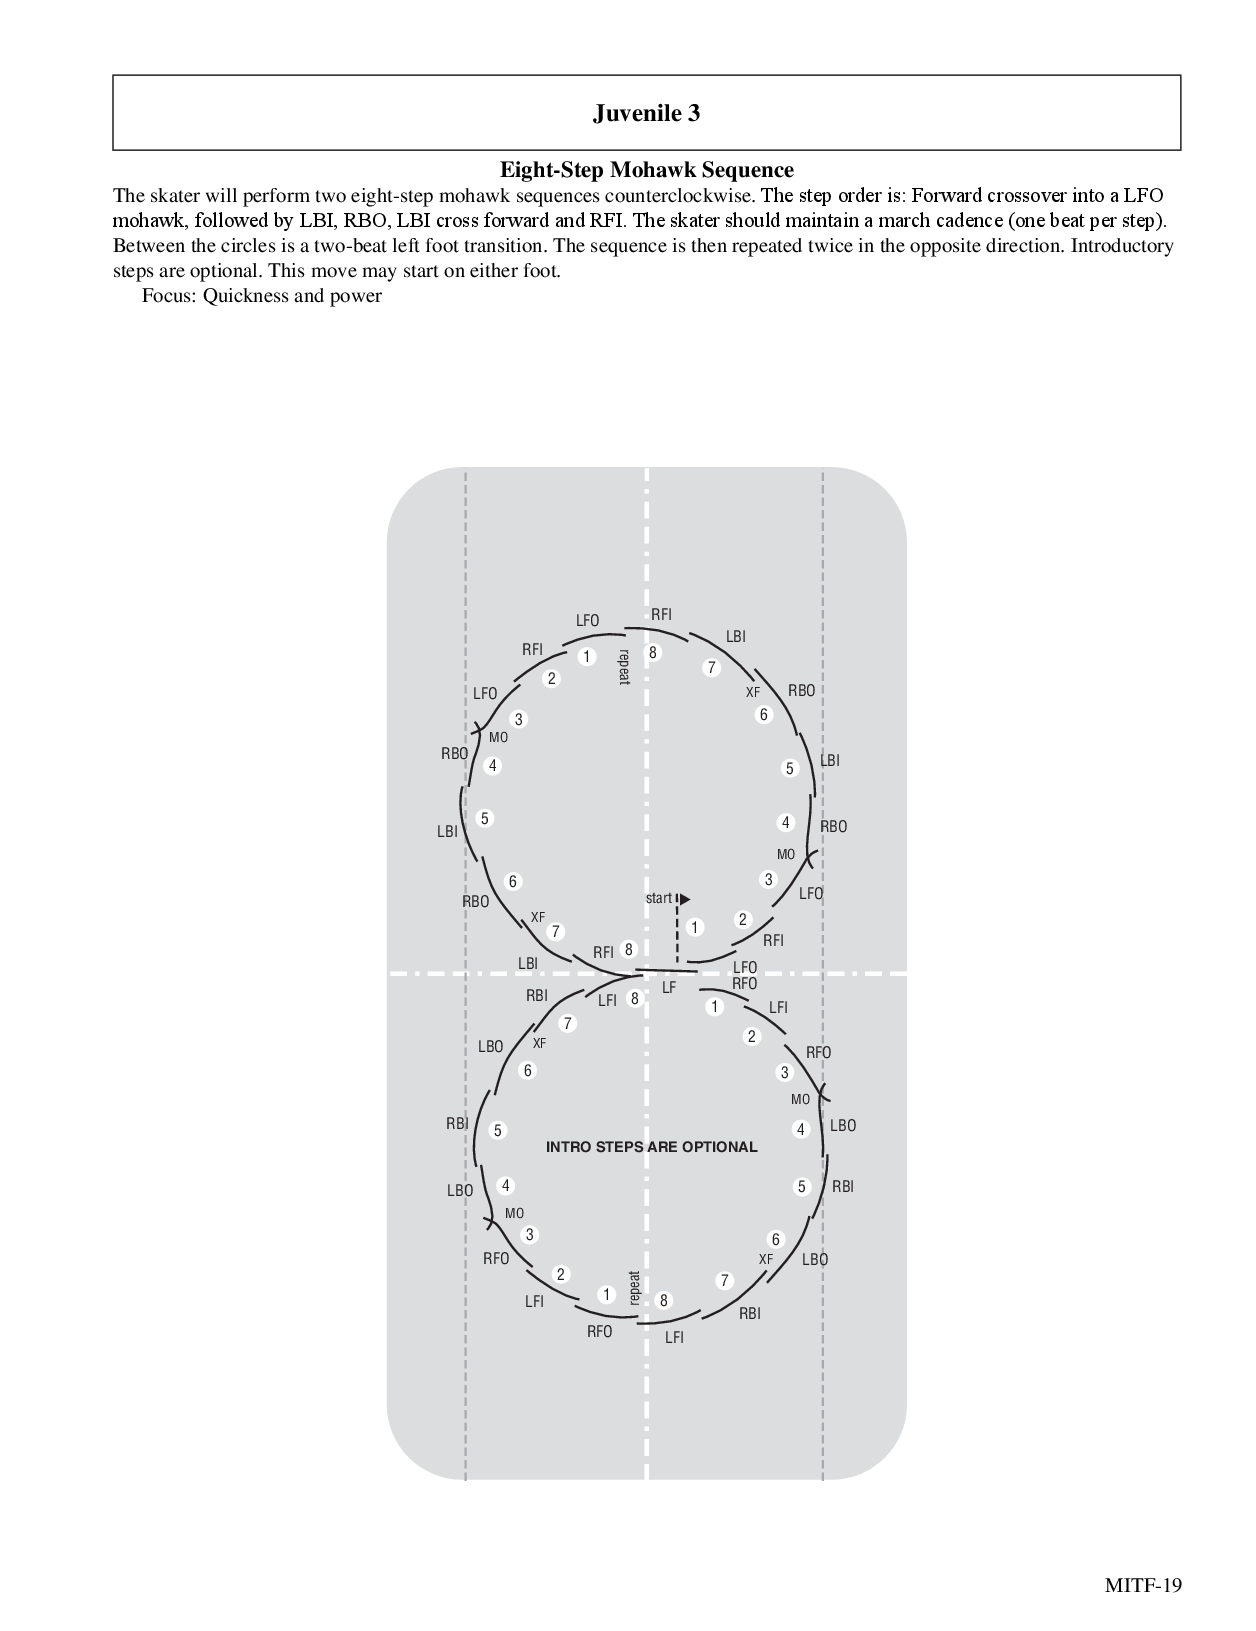 Juvenile 3
Eight-Step Mohawk Sequence
The skater will perform two eight-step mohawk sequences counterclockwise. The step order is: Forward crossover into a LFO
mohawk, followed by LBI, RBO, LBI cross forward and RFI. The skater should maintain a march cadence (one beat per step).
Between the circles is a two-beat left foot transition. The sequence is then repeated twice in the opposite direction. Introductory
steps are optional. This move may start on either foot.
Focus: Quickness and power
RFI
LFO
LBI
8
1
repeat
RFI
7
2
LFO
XF
RBO
3
6
MO
RBO
4
LBI
5
5
4
RBO
LBI
MO
3
6
LFO
RBO
start
XF
2
1
7
RFI
RFI
8
LBI
LFO
RFO
LF
RBI
LFI
8
1
LFI
7
2
LBO
XF
RFO
6
3
MO
RBI
5
4
LBO
INTRO STEPS ARE OPTIONAL
LBO
4
5
RBI
MO
3
6
RFO
XF
LBO
2
7
repeat
LFI
1
8
RBI
RFO
LFI
MITF-19